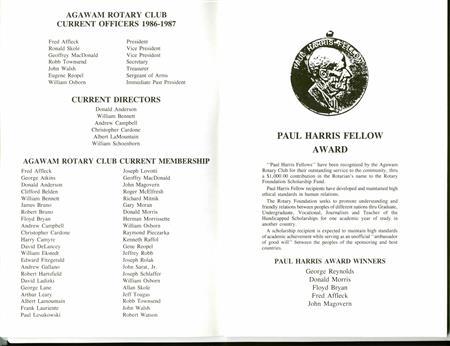 AGAWAM ROTARY CLUB
CURRENT OFFICERS 1986-1987
Fred Affleck President
Ronald Skole Vice President
Geoffrey MacDonald Vice President
Robb Townsend Secretary
John Walsh Treasurer
Eugene Reopel Sergeant of Arms
William Osborn Immediate Past President
CURRENT DIRECTORS
Donald Anderson
William Bennett
Andrew Campbell
Christopher Cardone
Albert LaMountain
William Schoenborn
AGAWAM ROTARY CLUB CURRENT MEMBERSHIP
Fred Affleck Joseph Lovotti
George Atkins Geoffry MacDonald
Donald Anderson John Magovern
Clifford Belden Roger McElfresh
William Bennett Richard Mitnik
James Bruno Gary Moran
Robert Bruno Donald Morris
Floyd Bryan Herman Morrissette
Andrew Campbell William Osborn
Christopher Cardone Raymond Pieczarka
Harry Camyre Kenneth Raffol
David DeLancey Gene Reopel
William Ekstedt Jeffrey Robb
Edward Fitzgerald Joseph Rolak
Andrew Gallano John Sarat, Jr.
Robert Hartsfield Joseph Schlaffer
David Ladizki William Osborn
George Lane Allan Skole
Arthur Leary Jeff Tougas
Albert Lamountain Robb Townsend
Frank Lauriente John Walsh
Paul Lesukowski Robert Watson
PAUL HARRIS FELLOW
PAUL HARRIS FELLOW
AWARD
"Paul Harris Fellows" have been recognized by the Agawam
Rotary Club for their outstanding service to the community, thru
a $1,000.00 contribution in the Rotarian's name to the Rotary
Foundation Scholarship Fund.
Paul Harris Fellow recipients have developed and maintained high
ethical standards in human relations.
The Rotary Foundation seeks to promote understanding and
friendly relations between peoples of different nations thru Graduate,
Undergraduate, Vocational, Journalism and Teacher of the
Handicapped Scholarships for one academic year of study in
another country.
A scholarship recipient is expected to maintain high standards
of academic achievement while serving as an unofficial "ambassador
of good will" between the peoples of the sponsoring and host
countries.
PAUL HARRIS AWARD WINNERS
George Reynolds
Donald Morris
Floyd Bryan
Fred Affleck
John Magovern